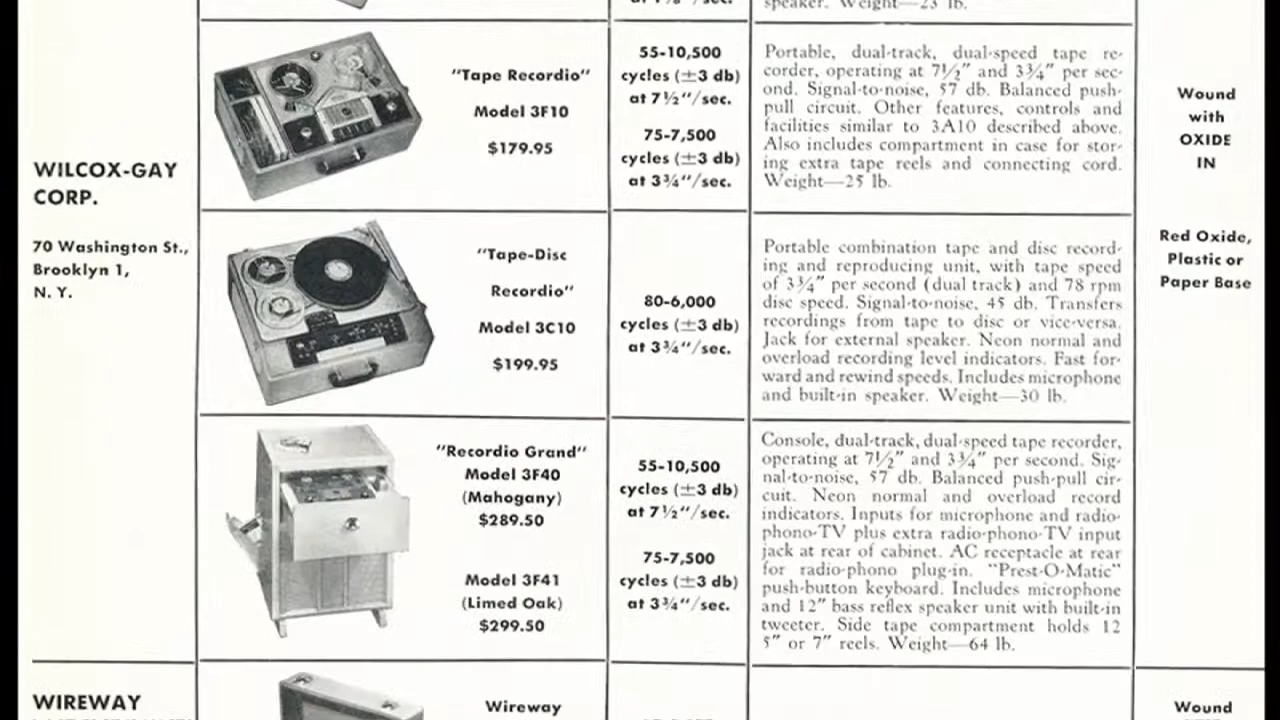 speaker. Weight—23 lb.
WILCOX-GAY
CORP.
70 Washington St.,
Brooklyn 1,
N. Y.
"Tape Recordio"
Model 3F10
$179.95
55-10,500
cycles (±3 db)
at 7½"/sec.
75-7,500
cycles (±3 db)
at 3¾"/sec.
Portable, dual-track, dual-speed tape re-
corder, operating at 7½" and 3¾" per sec-
ond. Signal-to-noise, 57 db. Balanced push-
pull circuit. Other features, controls and
facilities similar to 3A10 described above.
Also includes compartment in case for stor-
ing extra tape reels and connecting cord.
Weight—25 lb.
Wound
with
OXIDE
IN
Red Oxide,
Plastic or
Paper Base
"Tape-Disc
Recordio"
Model 3C10
$199.95
80-6,000
cycles (±3 db)
at 3¾"/sec.
Portable combination tape and disc record-
ing and reproducing unit, with tape speed
of 3¾" per second (dual track) and 78 rpm
disc speed. Signal-to-noise, 45 db. Transfers
recordings from tape to disc or vice-versa.
Jack for external speaker. Neon normal and
overload recording level indicators. Fast for-
ward and rewind speeds. Includes microphone
and built-in speaker. Weight—30 lb.
"Recordio Grand"
Model 3F40
(Mahogany)
$289.50
Model 3F41
(Limed Oak)
$299.50
55-10,500
cycles (±3 db)
at 7½"/sec.
75-7,500
cycles (±3 db)
at 3¾"/sec.
Console, dual-track, dual-speed tape recorder,
operating at 7½" and 3¾" per second. Sig-
nal-to-noise, 57 db. Balanced push-pull cir-
cuit. Neon normal and overload record
indicators. Inputs for microphone and radio-
phono-TV plus extra radio-phono-TV input
jack at rear of cabinet. AC receptacle at rear
for radio-phono plug-in. "Prest-O-Matic"
push-button keyboard. Includes microphone
and 12" bass reflex speaker unit with built-in
tweeter. Side tape compartment holds 12
5" or 7" reels. Weight—64 lb.
WIREWAY
Wireway
Wound